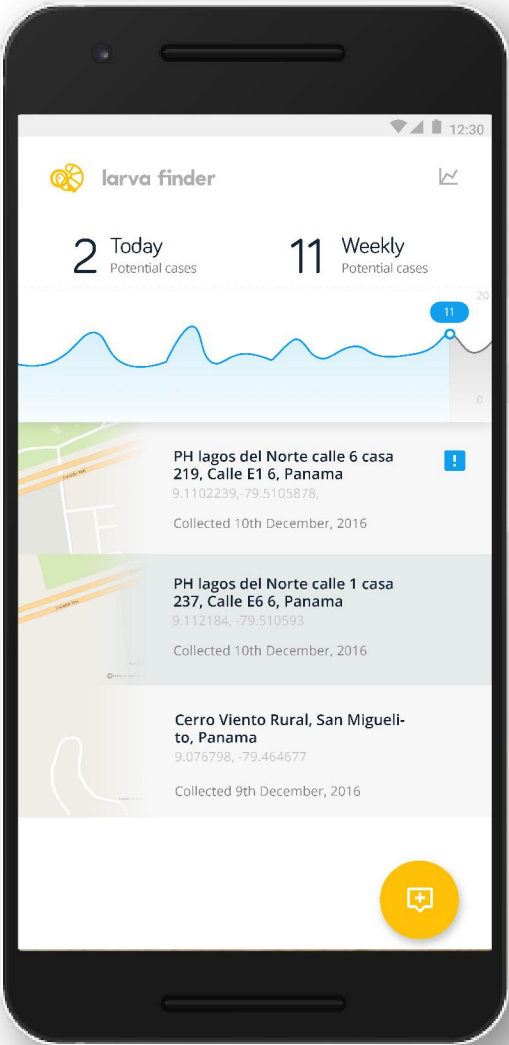 12:30
larva finder
2 Today
Potential cases
11 Weekly
Potential cases
20
11
0
PH lagos del Norte calle 6 casa
219, Calle E1 6, Panama
9.1102239,-79.5105878,
Collected 10th December, 2016
PH lagos del Norte calle 1 casa
237, Calle E6 6, Panama
9.112184, -79.510593
Collected 10th December, 2016
Cerro Viento Rural, San Migueli-
to, Panama
9.076798, -79.464677
Collected 9th December, 2016